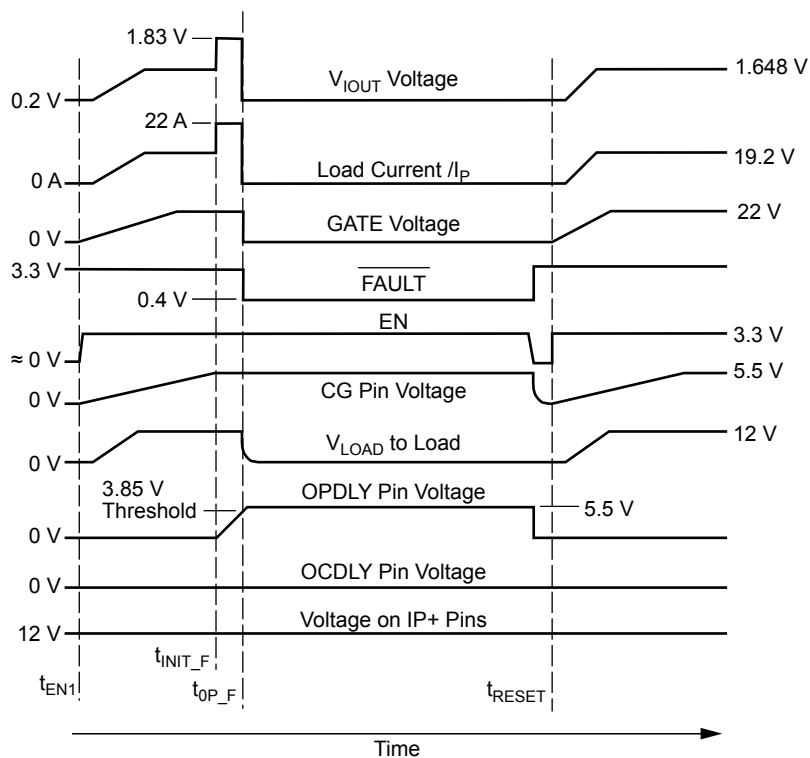 1.83 V
V_IOUT Voltage
1.648 V
0.2 V
22 A
Load Current /I_P
19.2 V
0 A
GATE Voltage
22 V
0 V
3.3 V
FAULT
0.4 V
EN
3.3 V
≈ 0 V
CG Pin Voltage
5.5 V
0 V
V_LOAD to Load
12 V
0 V
3.85 V
Threshold
OPDLY Pin Voltage
5.5 V
0 V
OCDLY Pin Voltage
0 V
Voltage on IP+ Pins
12 V
t_INIT_F
t_EN1
t_0P_F
t_RESET
Time